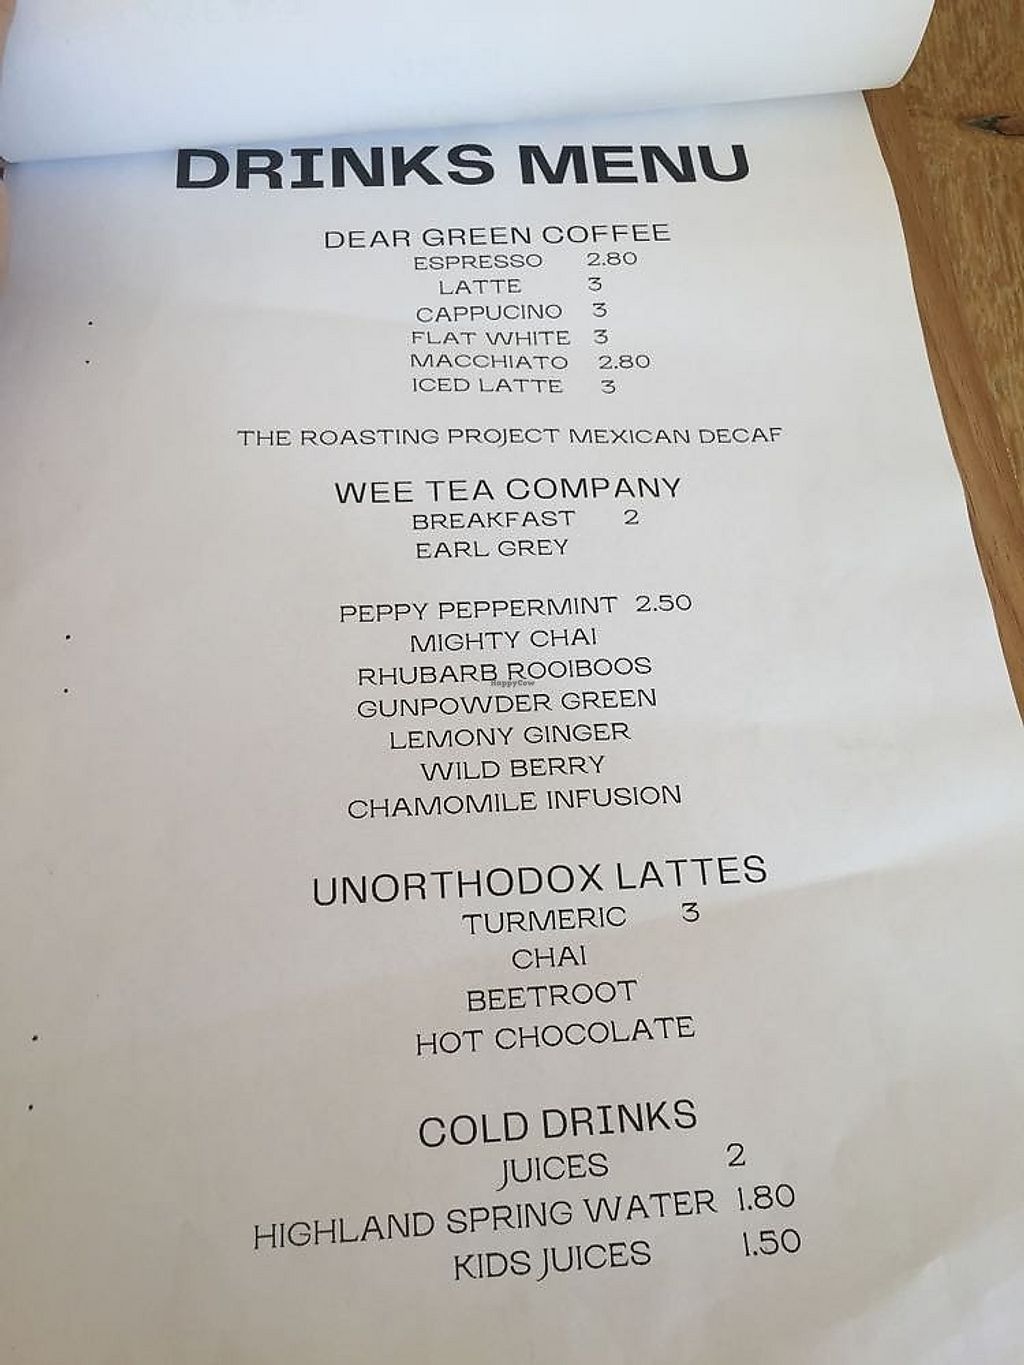 DRINKS MENU
DEAR GREEN COFFEE
ESPRESSO 2.80
LATTE 3
CAPPUCINO 3
FLAT WHITE 3
MACCHIATO 2.80
ICED LATTE 3
THE ROASTING PROJECT MEXICAN DECAF
WEE TEA COMPANY
BREAKFAST 2
EARL GREY
PEPPY PEPPERMINT 2.50
MIGHTY CHAI
RHUBARB ROOIBOOS
HappyCow
GUNPOWDER GREEN
LEMONY GINGER
WILD BERRY
CHAMOMILE INFUSION
UNORTHODOX LATTES
TURMERIC 3
CHAI
BEETROOT
HOT CHOCOLATE
COLD DRINKS
JUICES 2
HIGHLAND SPRING WATER 1.80
KIDS JUICES 1.50